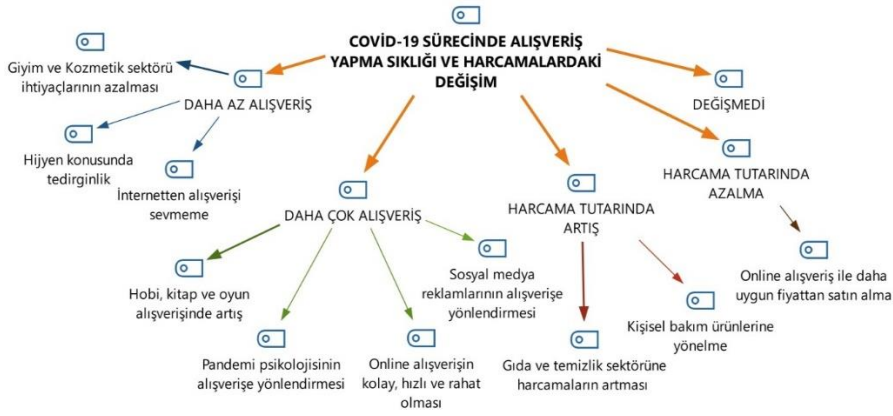 COVİD-19 SÜRECİNDE ALIŞVERİŞ
YAPMA SIKLIĞI VE HARCAMALARDAKİ
DEĞİŞİM
Giyim ve Kozmetik sektörü
ihtiyaçlarının azalması
DAHA AZ ALIŞVERİŞ
DEĞİŞMEDİ
Hijyen konusunda
tedirginlik
İnternetten alışverişi
sevmeme
DAHA ÇOK ALIŞVERİŞ
HARCAMA TUTARINDA
ARTIŞ
HARCAMA TUTARINDA
AZALMA
Hobi, kitap ve oyun
alışverişinde artış
Sosyal medya
reklamlarının alışverişe
yönlendirmesi
Online alışveriş ile daha
uygun fiyattan satın alma
Pandemi psikolojisinin
alışverişe yönlendirmesi
Online alışverişin
kolay, hızlı ve rahat
olması
Gıda ve temizlik sektörüne
harcamaların artması
Kişisel bakım ürünlerine
yönelme